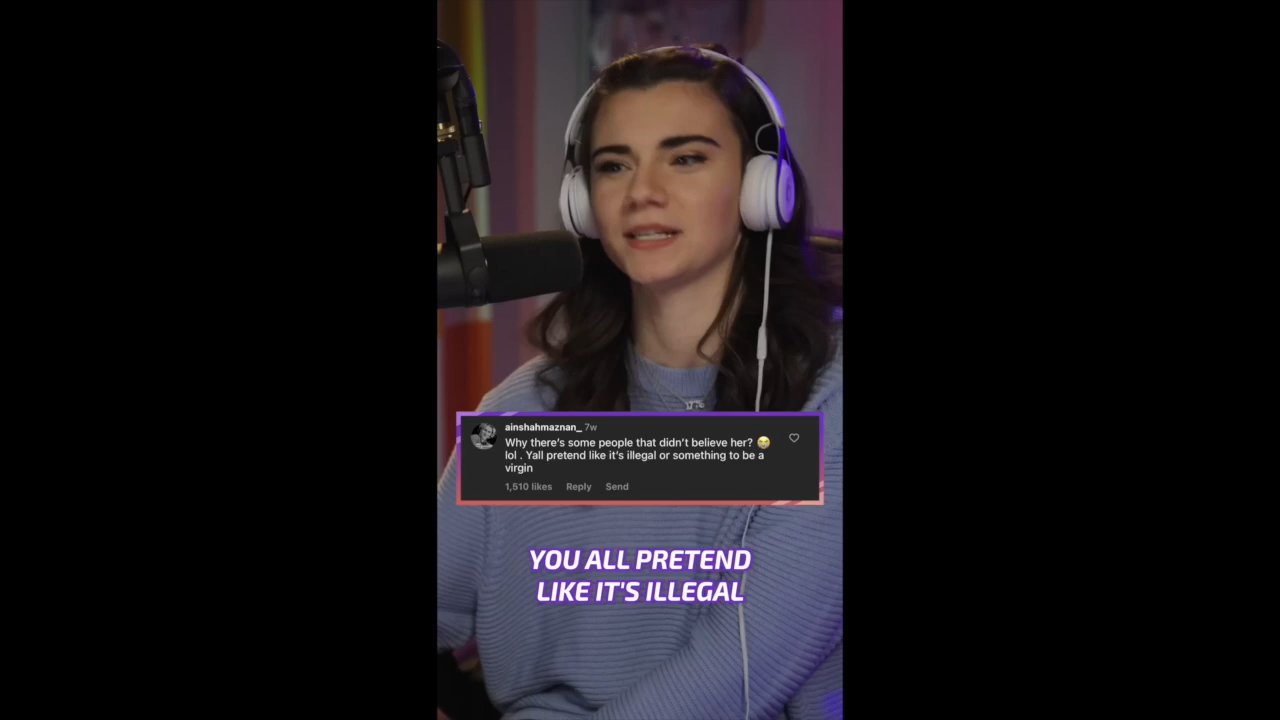 ainshahmaznan_ 7w
Why there's some people that didn't believe her? 😭
lol . Yall pretend like it's illegal or something to be a
virgin
1,510 likes Reply Send
YOU ALL PRETEND
LIKE IT'S ILLEGAL